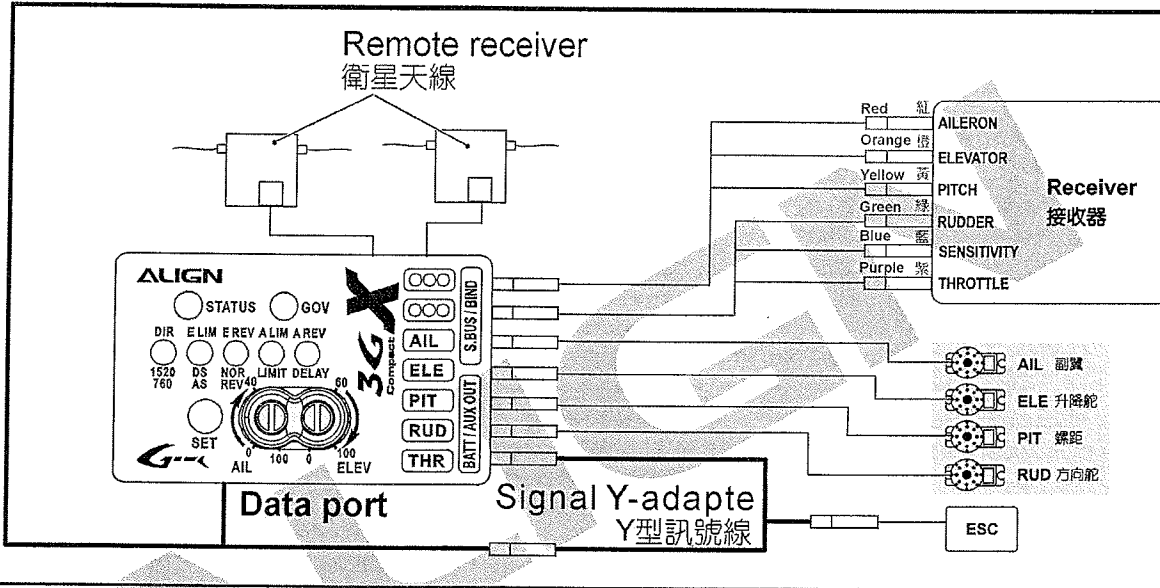 Remote receiver
衛星天線
Red 紅
AILERON
Orange 橙
ELEVATOR
Yellow 黃
PITCH
Receiver
接收器
Green 綠
RUDDER
Blue 藍
SENSITIVITY
Purple 紫
THROTTLE
ALIGN
STATUS
GOV
DIR
E LIM
E REV
A LIM
A REV
1520
760
DS
AS
NOR
REV
LIMIT
DELAY
SET
40
60
0
100
0
100
AIL
ELEV
3GX
Compact
AIL
ELE
PIT
RUD
THR
S.BUS / BIND
BATT / AUX OUT
AIL 副翼
ELE 升降舵
PIT 螺距
RUD 方向舵
Data port
Signal Y-adapte
Y型訊號線
ESC
ALIGN